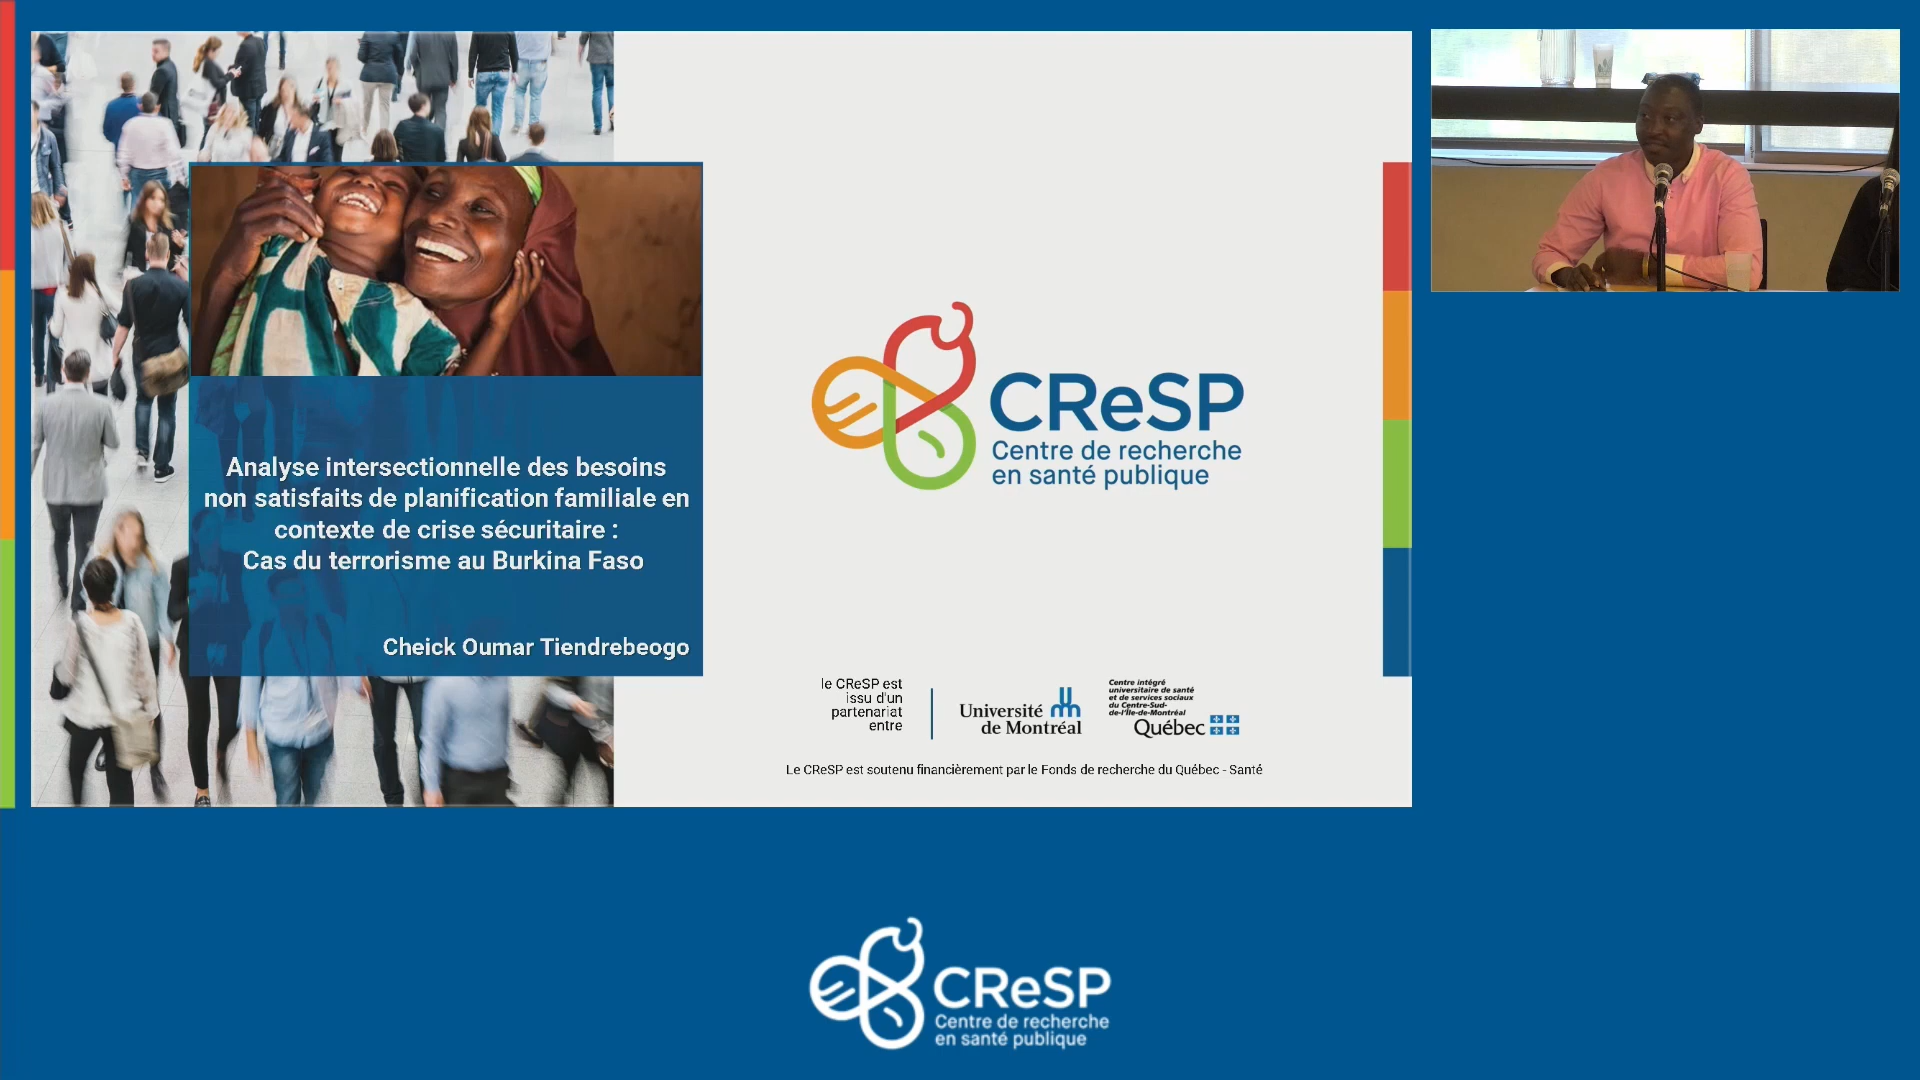 Analyse intersectionnelle des besoins
non satisfaits de planification familiale en
contexte de crise sécuritaire :
Cas du terrorisme au Burkina Faso
Cheick Oumar Tiendrebeogo
CReSP
Centre de recherche
en santé publique
le CReSP est
issu d'un
partenariat
entre
Université
de Montréal
Centre intégré
universitaire de santé
et de services sociaux
du Centre-Sud-
de-l'Île-de-Montréal
Québec
Le CReSP est soutenu financièrement par le Fonds de recherche du Québec - Santé
CReSP
Centre de recherche
en santé publique